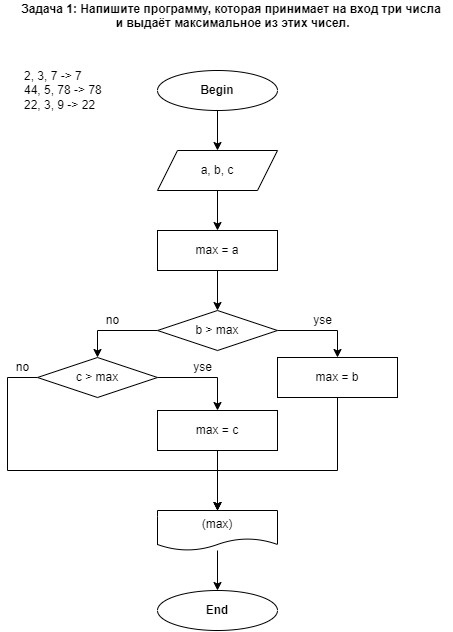 Задача 1: Напишите программу, которая принимает на вход три числа
и выдаёт максимальное из этих чисел.
2, 3, 7 -> 7
44, 5, 78 -> 78
22, 3, 9 -> 22
Begin
a, b, c
max = a
b > max
no
yse
c > max
no
yse
max = b
max = c
(max)
End